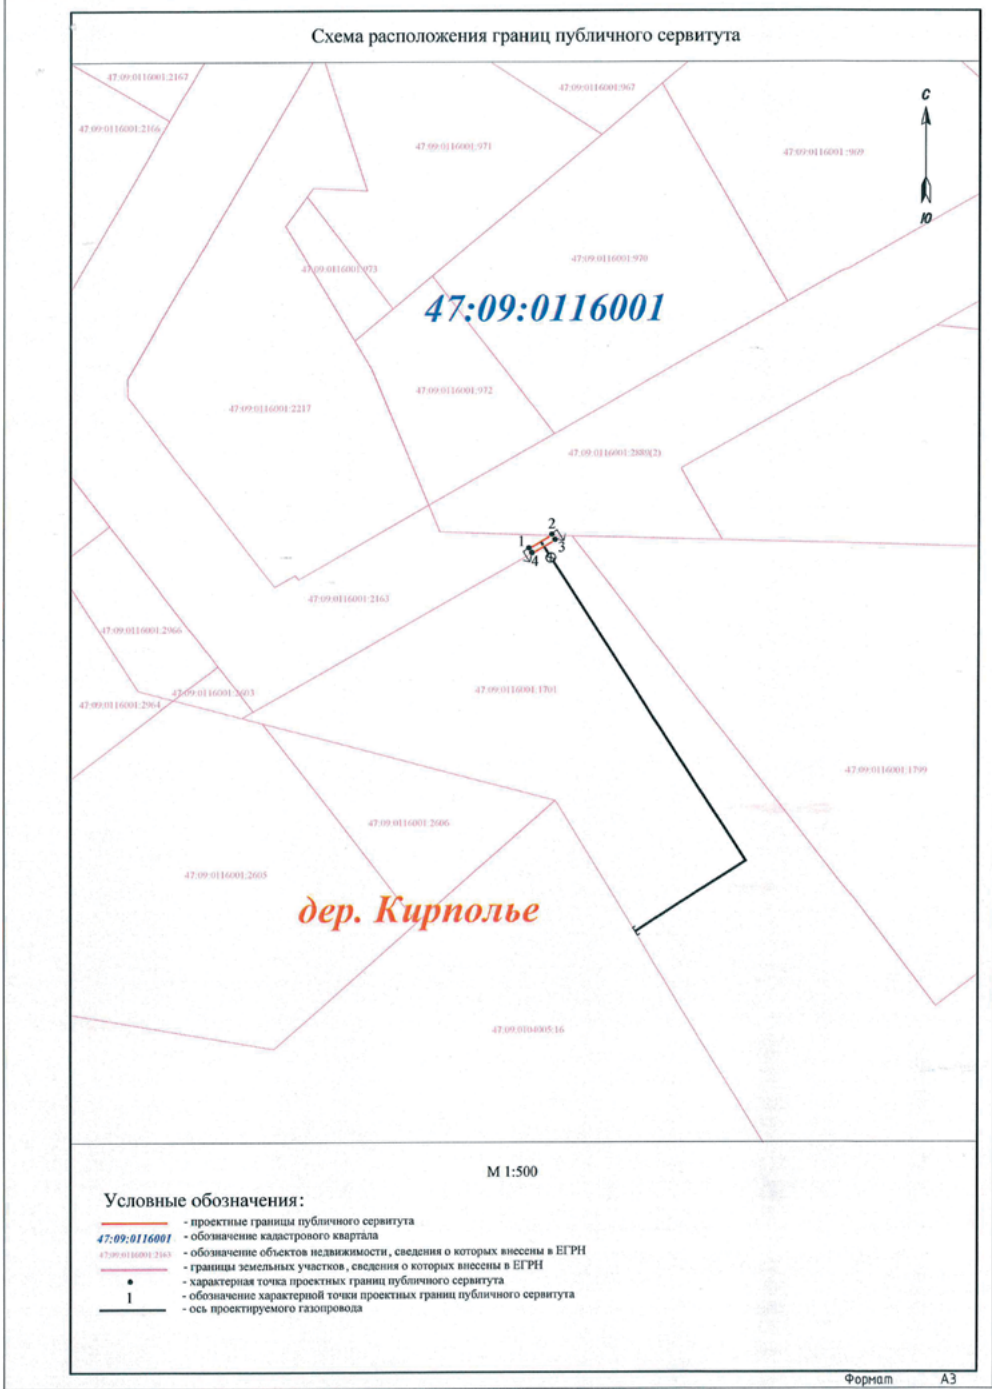 Схема расположения границ публичного сервитута
47:09:0116001:2167
47:09:0116001:967
С
47:09:0116001:2166
47:09:0116001:971
47:09:0116001:969
Ю
47:09:0116001:970
47:09:0116001:973
47:09:0116001
47:09:0116001:972
47:09:0116001:2217
47:09:0116001:2880(2)
2
1
3
4
47:09:0116001:2163
47:09:0116001:2966
47:09:0116001:1701
47:09:0116001:2603
47:09:0116001:2964
47:09:0116001:1799
47:09:0116001:2606
47:09:0116001:2605
дер. Кирполье
47:09:0104005:16
М 1:500
Условные обозначения:
- проектные границы публичного сервитута
47:09:0116001 - обозначение кадастрового квартала
47:09:0116001:2163 - обозначение объектов недвижимости, сведения о которых внесены в ЕГРН
- границы земельных участков, сведения о которых внесены в ЕГРН
- характерная точка проектных границ публичного сервитута
1 - обозначение характерной точки проектных границ публичного сервитута
- ось проектируемого газопровода
Формат А3